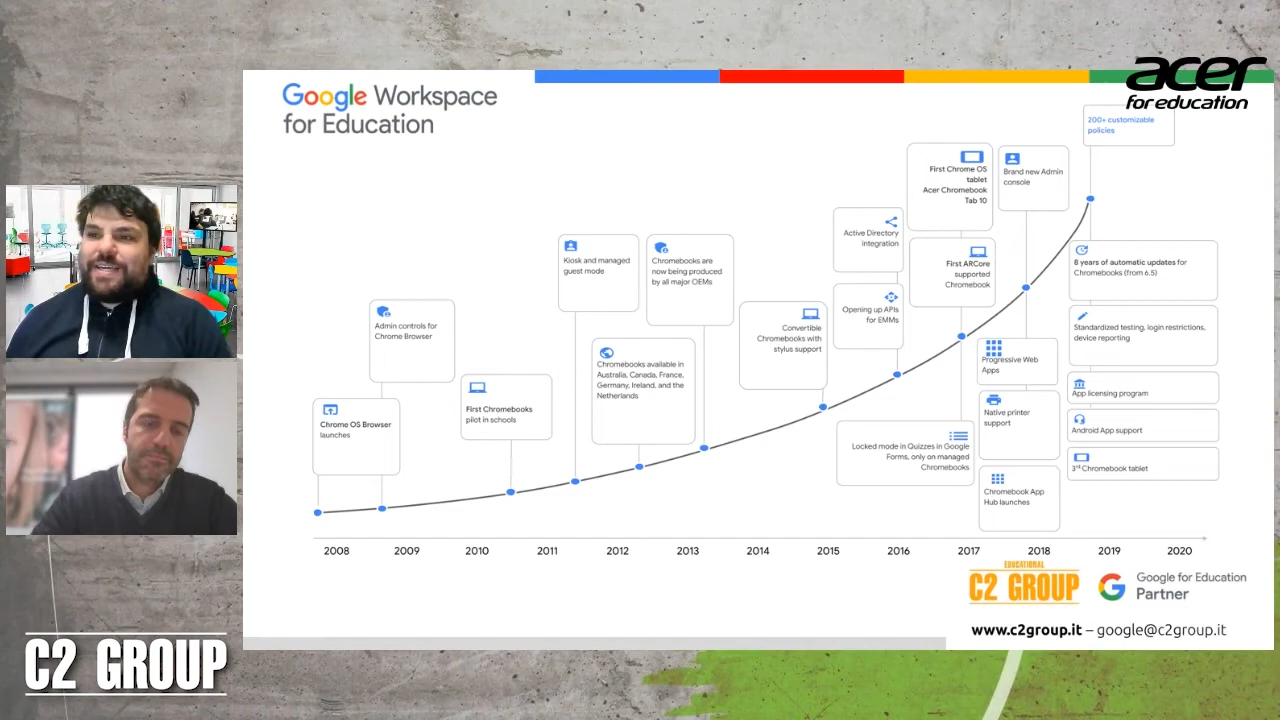 acer
for education
Google Workspace
for Education
200+ customizable
policies
First Chrome OS
tablet
Acer Chromebook
Tab 10
Brand new Admin
console
Active Directory
integration
Kiosk and managed
guest mode
Chromebooks are
now being produced
by all major OEMs
First ARCore
supported
Chromebook
8 years of automatic updates for
Chromebooks (from 6.5)
Opening up APIs
for EMMs
Admin controls for
Chrome Browser
Convertible
Chromebooks with
stylus support
Standardized testing, login restrictions,
device reporting
Chromebooks available in
Australia, Canada, France,
Germany, Ireland, and the
Netherlands
Progressive Web
Apps
App licensing program
First Chromebooks
pilot in schools
Native printer
support
Chrome OS Browser
launches
Android App support
Locked mode in Quizzes in Google
Forms, only on managed
Chromebooks
3rd Chromebook tablet
Chromebook App
Hub launches
2008 2009 2010 2011 2012 2013 2014 2015 2016 2017 2018 2019 2020
EDUCATIONAL
C2 GROUP
Google for Education
Partner
www.c2group.it – google@c2group.it
C2 GROUP